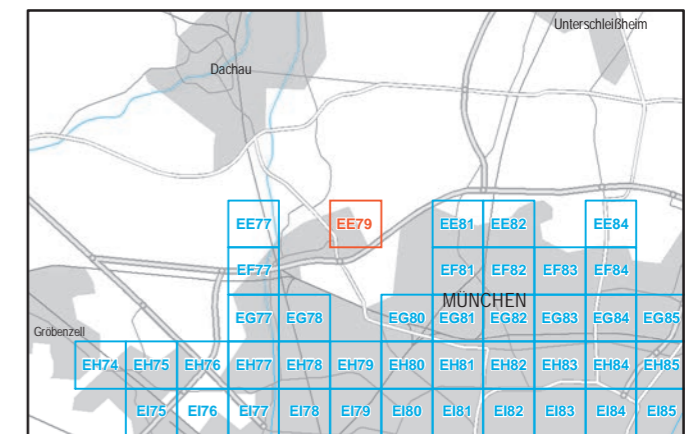 Unterschleißheim
Dachau
EE77 EE79 EE81 EE82 EE84
EF77 EF81 EF82 EF83 EF84
MÜNCHEN
EG77 EG78 EG80 EG81 EG82 EG83 EG84 EG85
Gröbenzell
EH74 EH75 EH76 EH77 EH78 EH79 EH80 EH81 EH82 EH83 EH84 EH85
EI75 EI76 EI77 EI78 EI79 EI80 EI81 EI82 EI83 EI84 EI85